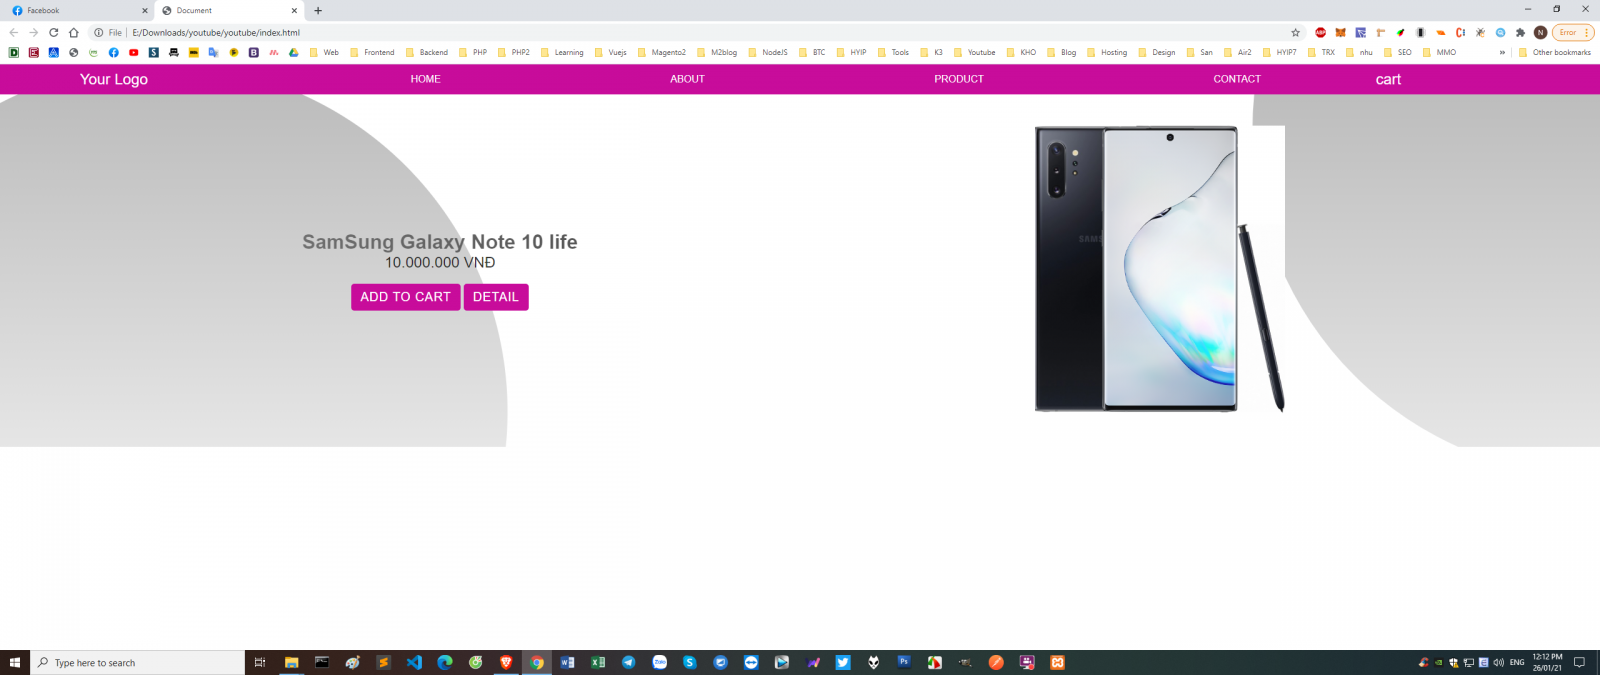 Facebook
Document
File E:/Downloads/youtube/youtube/index.html
Error
Web Frontend Backend PHP PHP2 Learning Vuejs Magento2 M2blog NodeJS BTC HYIP Tools K3 Youtube KHO Blog Hosting Design San Air2 HYIP7 TRX nhu SEO MMO » Other bookmarks
Your Logo HOME ABOUT PRODUCT CONTACT cart
SamSung Galaxy Note 10 life
10.000.000 VNĐ
ADD TO CART DETAIL
Type here to search
ENG
12:12 PM
26/01/21